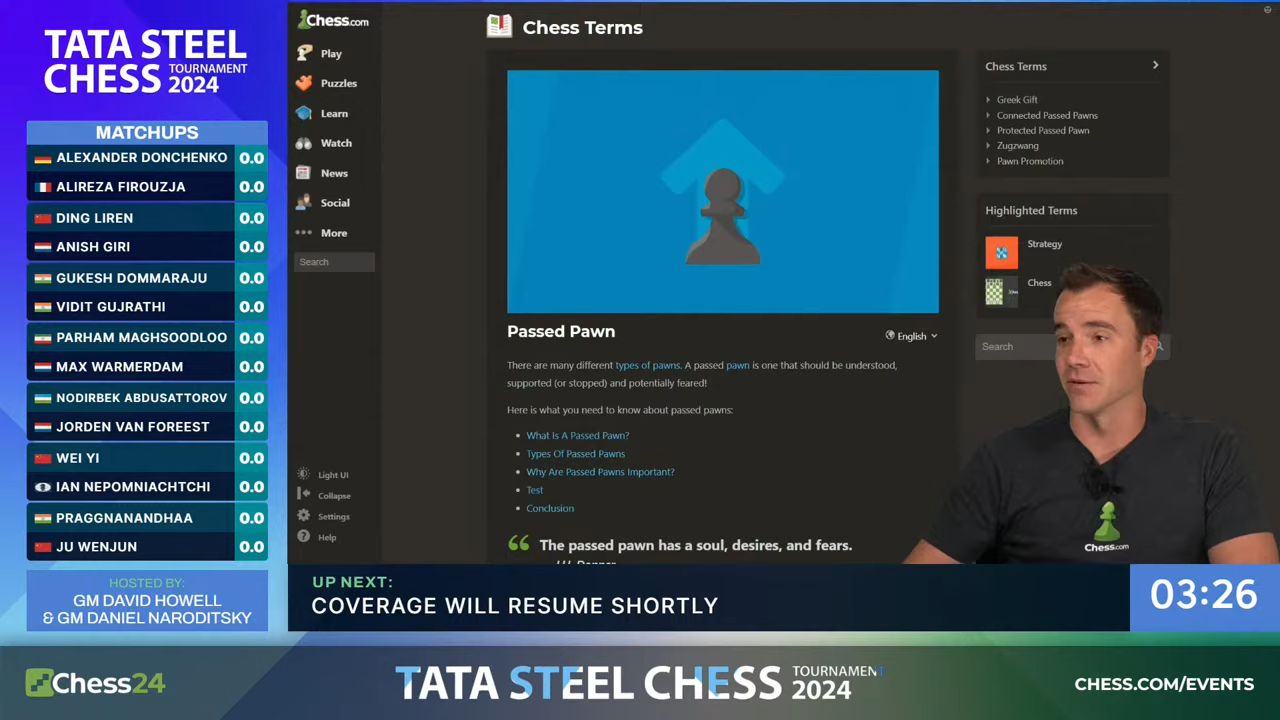 TATA STEEL
CHESS TOURNAMENT 2024
MATCHUPS
ALEXANDER DONCHENKO 0.0
ALIREZA FIROUZJA 0.0
DING LIREN 0.0
ANISH GIRI 0.0
GUKESH DOMMARAJU 0.0
VIDIT GUJRATHI 0.0
PARHAM MAGHSOODLOO 0.0
MAX WARMERDAM 0.0
NODIRBEK ABDUSATTOROV 0.0
JORDEN VAN FOREEST 0.0
WEI YI 0.0
IAN NEPOMNIACHTCHI 0.0
PRAGGNANANDHAA 0.0
JU WENJUN 0.0
HOSTED BY:
GM DAVID HOWELL
& GM DANIEL NARODITSKY
Chess.com
Play
Puzzles
Learn
Watch
News
Social
More
Search
Light UI
Collapse
Settings
Help
Chess Terms
Passed Pawn
English
There are many different types of pawns. A passed pawn is one that should be understood,
supported (or stopped) and potentially feared!
Here is what you need to know about passed pawns:
What Is A Passed Pawn?
Types Of Passed Pawns
Why Are Passed Pawns Important?
Test
Conclusion
The passed pawn has a soul, desires, and fears.
Chess Terms
Greek Gift
Connected Passed Pawns
Protected Passed Pawn
Zugzwang
Pawn Promotion
Highlighted Terms
Strategy
Chess
Search
Chess.com
UP NEXT:
COVERAGE WILL RESUME SHORTLY
03:26
Chess24
TATA STEEL CHESS TOURNAMENT 2024
CHESS.COM/EVENTS